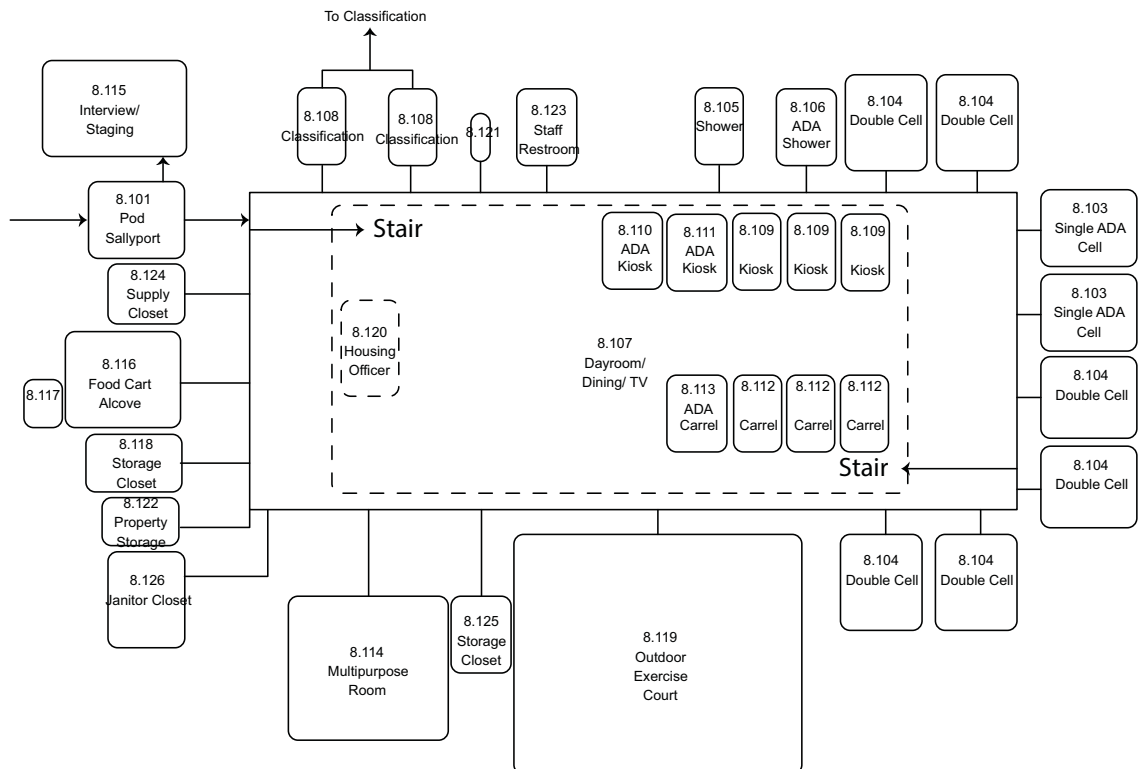 To Classification
8.115
Interview/
Staging
8.108
Classification
8.108
Classification
8.121
8.123
Staff
Restroom
8.105
Shower
8.106
ADA
Shower
8.104
Double Cell
8.104
Double Cell
8.101
Pod
Sallyport
Stair
8.110
ADA
Kiosk
8.111
ADA
Kiosk
8.109
Kiosk
8.109
Kiosk
8.109
Kiosk
8.103
Single ADA
Cell
8.124
Supply
Closet
8.103
Single ADA
Cell
8.120
Housing
Officer
8.107
Dayroom/
Dining/ TV
8.116
Food Cart
Alcove
8.117
8.113
ADA
Carrel
8.112
Carrel
8.112
Carrel
8.112
Carrel
8.104
Double Cell
8.118
Storage
Closet
Stair
8.104
Double Cell
8.122
Property
Storage
8.126
Janitor Closet
8.104
Double Cell
8.104
Double Cell
8.114
Multipurpose
Room
8.125
Storage
Closet
8.119
Outdoor
Exercise
Court